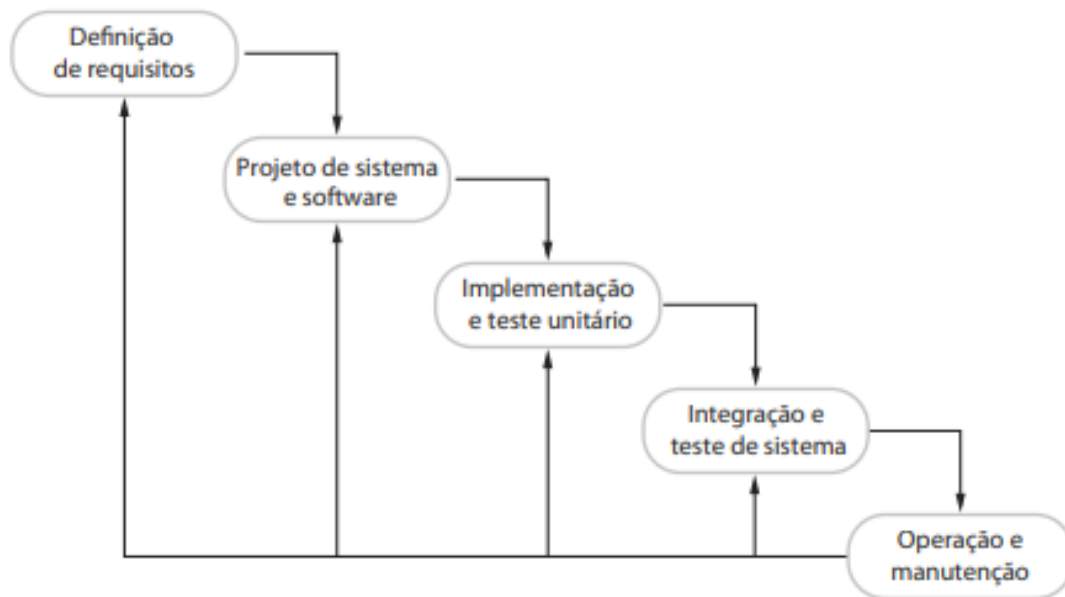 Definição
de requisitos
Projeto de sistema
e software
Implementação
e teste unitário
Integração e
teste de sistema
Operação e
manutenção